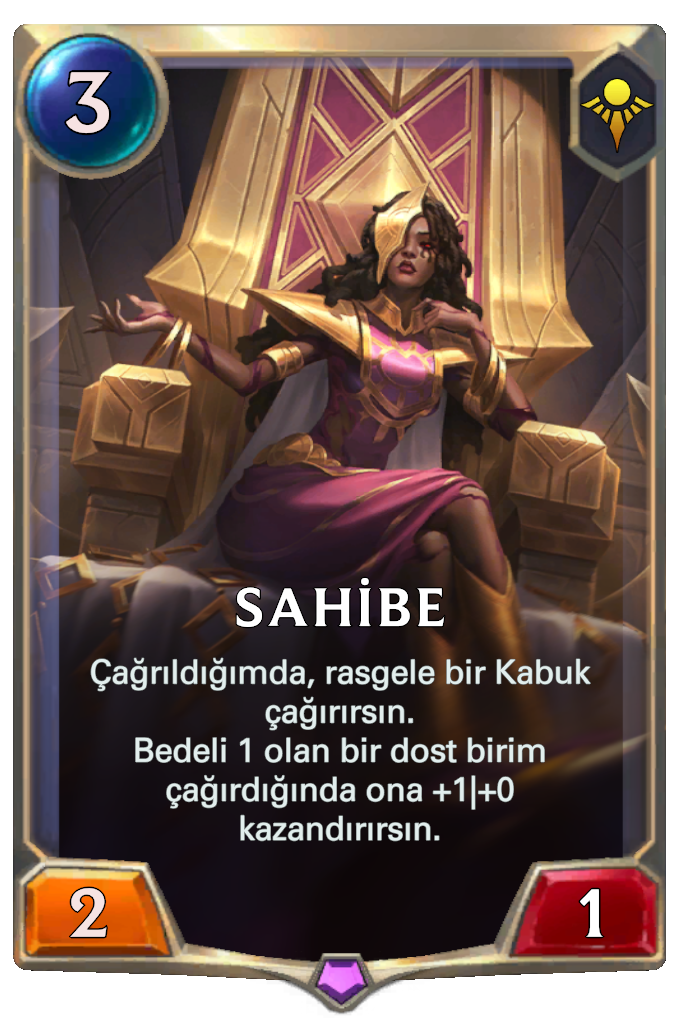 3
SAHİBE
Çağrıldığımda, rasgele bir Kabuk
çağırırsın.
Bedeli 1 olan bir dost birim
çağırdığında ona +1|+0
kazandırırsın.
2
1